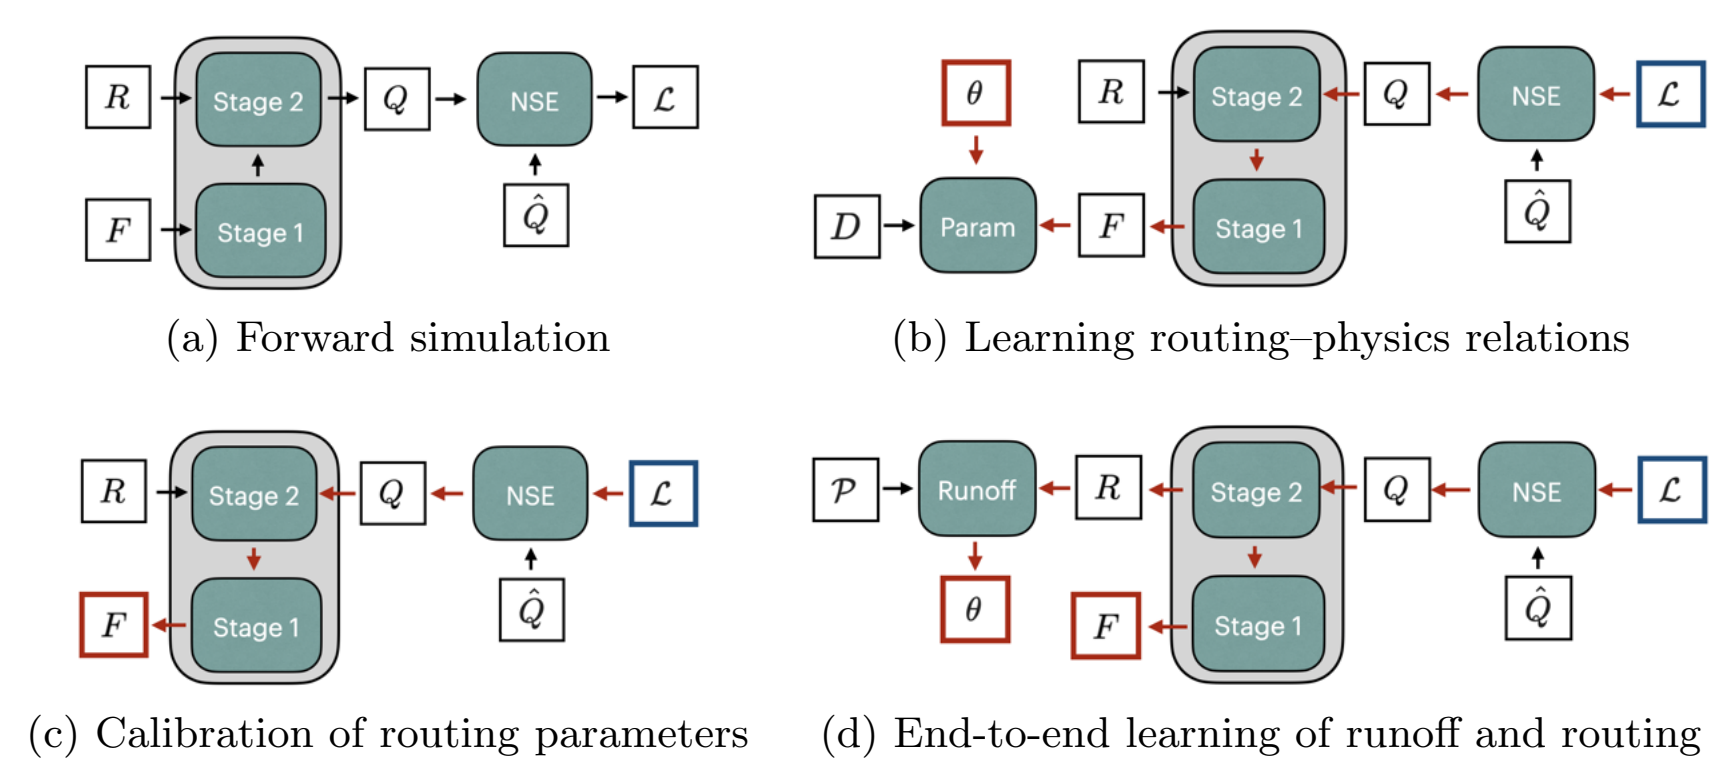 R
Stage 2
Q
NSE
ℒ
F
Stage 1
Q̂
(a) Forward simulation
θ
R
Stage 2
Q
NSE
ℒ
D
Param
F
Stage 1
Q̂
(b) Learning routing–physics relations
R
Stage 2
Q
NSE
ℒ
F
Stage 1
Q̂
(c) Calibration of routing parameters
𝒫
Runoff
R
Stage 2
Q
NSE
ℒ
θ
F
Stage 1
Q̂
(d) End-to-end learning of runoff and routing